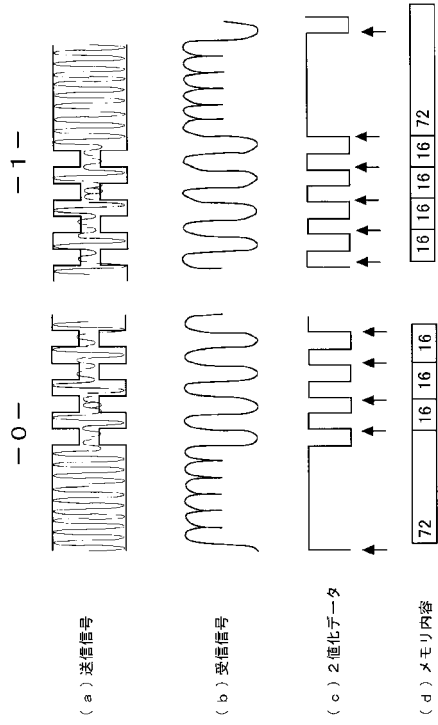 －０－ －１－
(ａ)送信信号
(ｂ)受信信号
(ｃ)２値化データ
(ｄ)メモリ内容 72 16 16 16 16 16 16 16 72